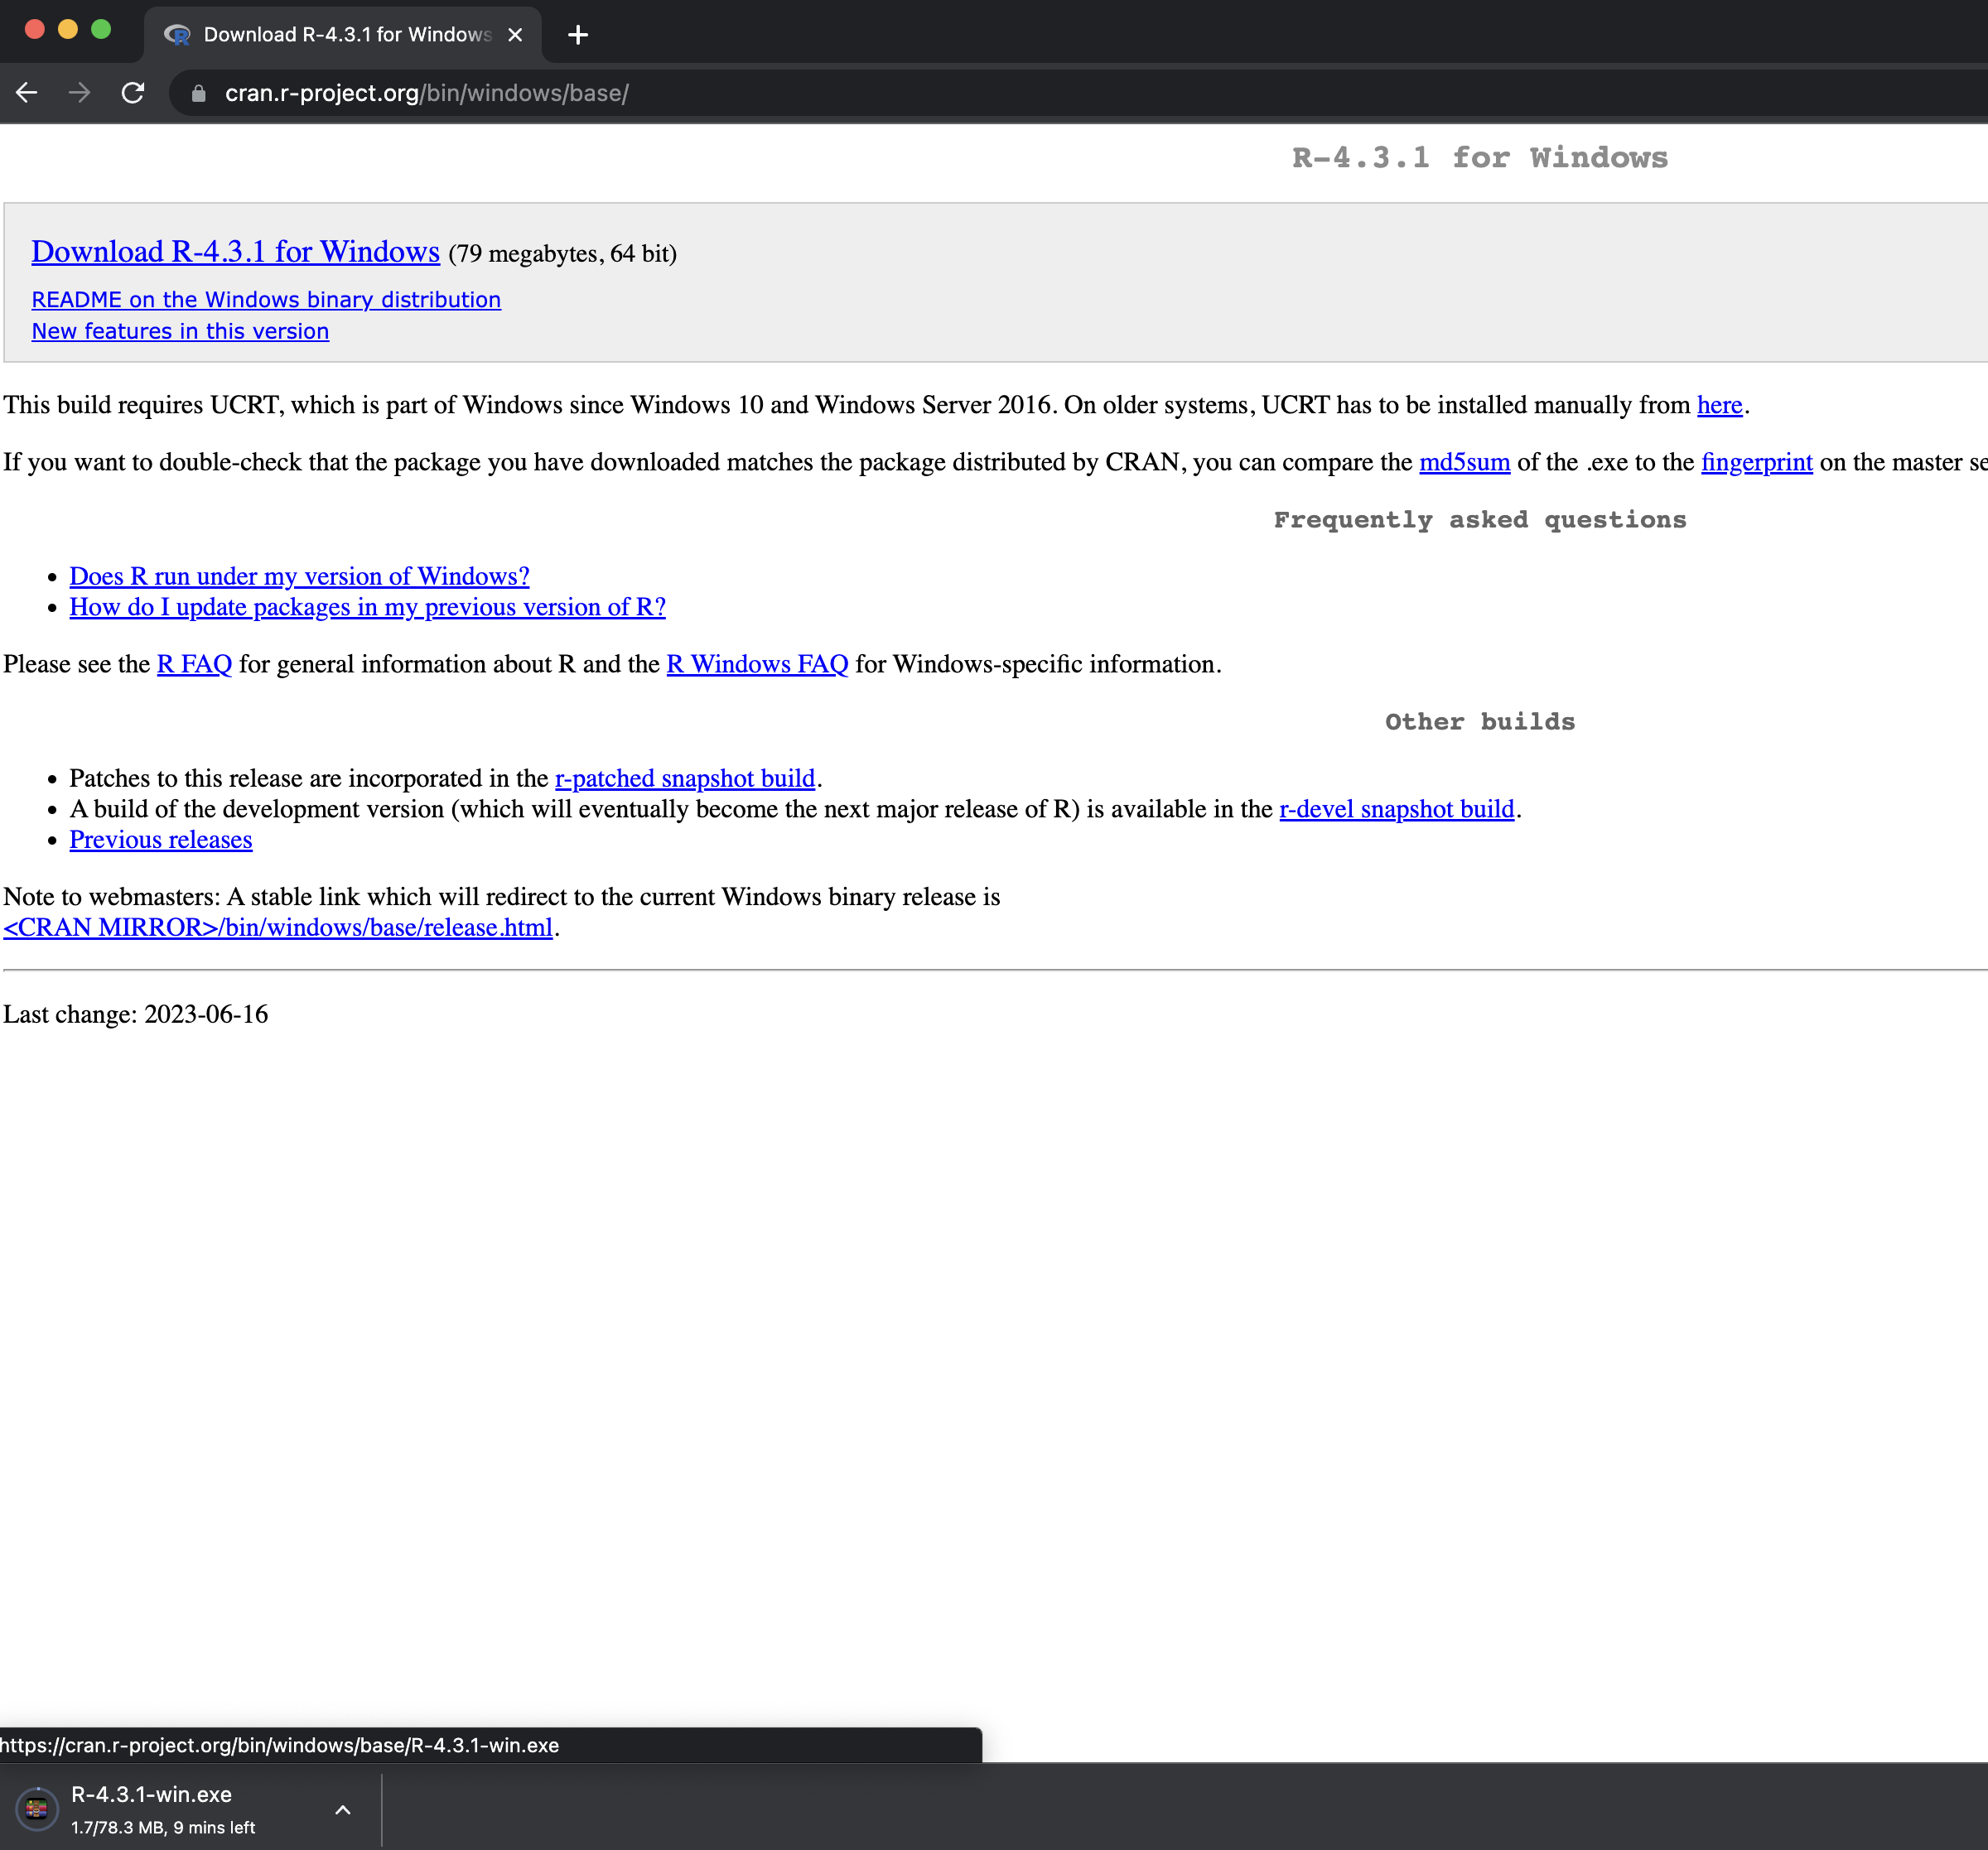 Download R-4.3.1 for Windows
cran.r-project.org/bin/windows/base/
R-4.3.1 for Windows
Download R-4.3.1 for Windows (79 megabytes, 64 bit)
README on the Windows binary distribution
New features in this version
This build requires UCRT, which is part of Windows since Windows 10 and Windows Server 2016. On older systems, UCRT has to be installed manually from here.
If you want to double-check that the package you have downloaded matches the package distributed by CRAN, you can compare the md5sum of the .exe to the fingerprint on the master se
Frequently asked questions
• Does R run under my version of Windows?
• How do I update packages in my previous version of R?
Please see the R FAQ for general information about R and the R Windows FAQ for Windows-specific information.
Other builds
• Patches to this release are incorporated in the r-patched snapshot build.
• A build of the development version (which will eventually become the next major release of R) is available in the r-devel snapshot build.
• Previous releases
Note to webmasters: A stable link which will redirect to the current Windows binary release is
<CRAN MIRROR>/bin/windows/base/release.html.
Last change: 2023-06-16
https://cran.r-project.org/bin/windows/base/R-4.3.1-win.exe
R-4.3.1-win.exe
1.7/78.3 MB, 9 mins left